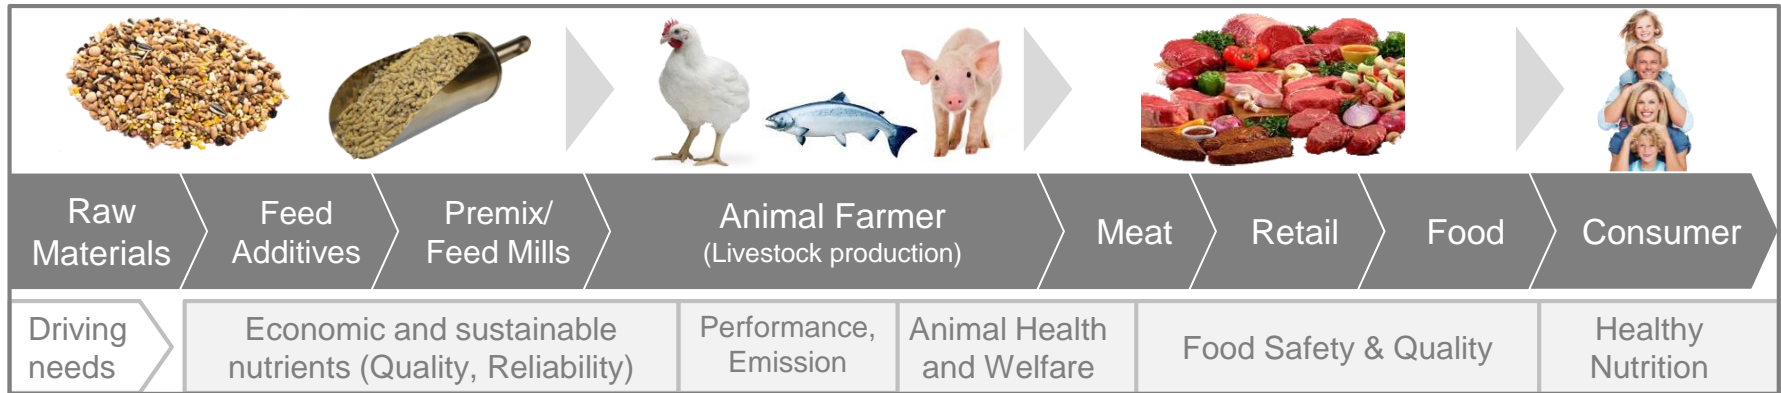 Raw
Materials
Feed
Additives
Premix/
Feed Mills
Animal Farmer
(Livestock production)
Meat
Retail
Food
Consumer
Driving
needs
Economic and sustainable
nutrients (Quality, Reliability)
Performance,
Emission
Animal Health
and Welfare
Food Safety & Quality
Healthy
Nutrition